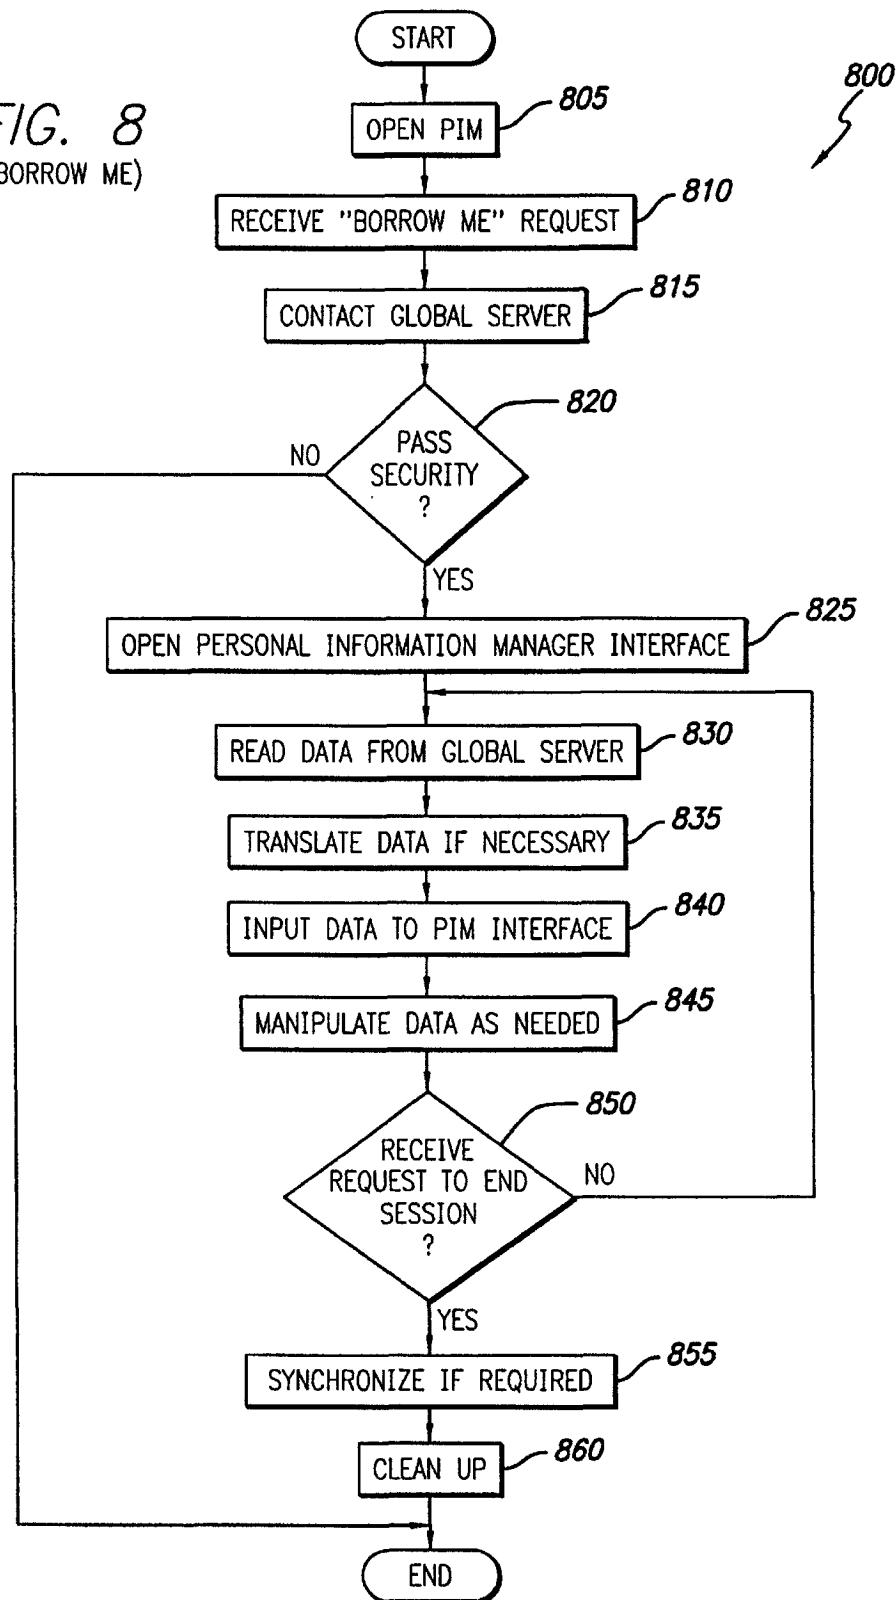 START
800
FIG. 8
805
BORROW ME)
OPEN PIM
810
RECEIVE "BORROW ME" REQUEST
815
CONTACT GLOBAL SERVER
820
PASS
SECURITY
?
NO
YES
825
OPEN PERSONAL INFORMATION MANAGER INTERFACE
830
READ DATA FROM GLOBAL SERVER
835
TRANSLATE DATA IF NECESSARY
840
INPUT DATA TO PIM INTERFACE
845
MANIPULATE DATA AS NEEDED
850
RECEIVE
REQUEST TO END
SESSION
?
NO
YES
855
SYNCHRONIZE IF REQUIRED
860
CLEAN UP
END